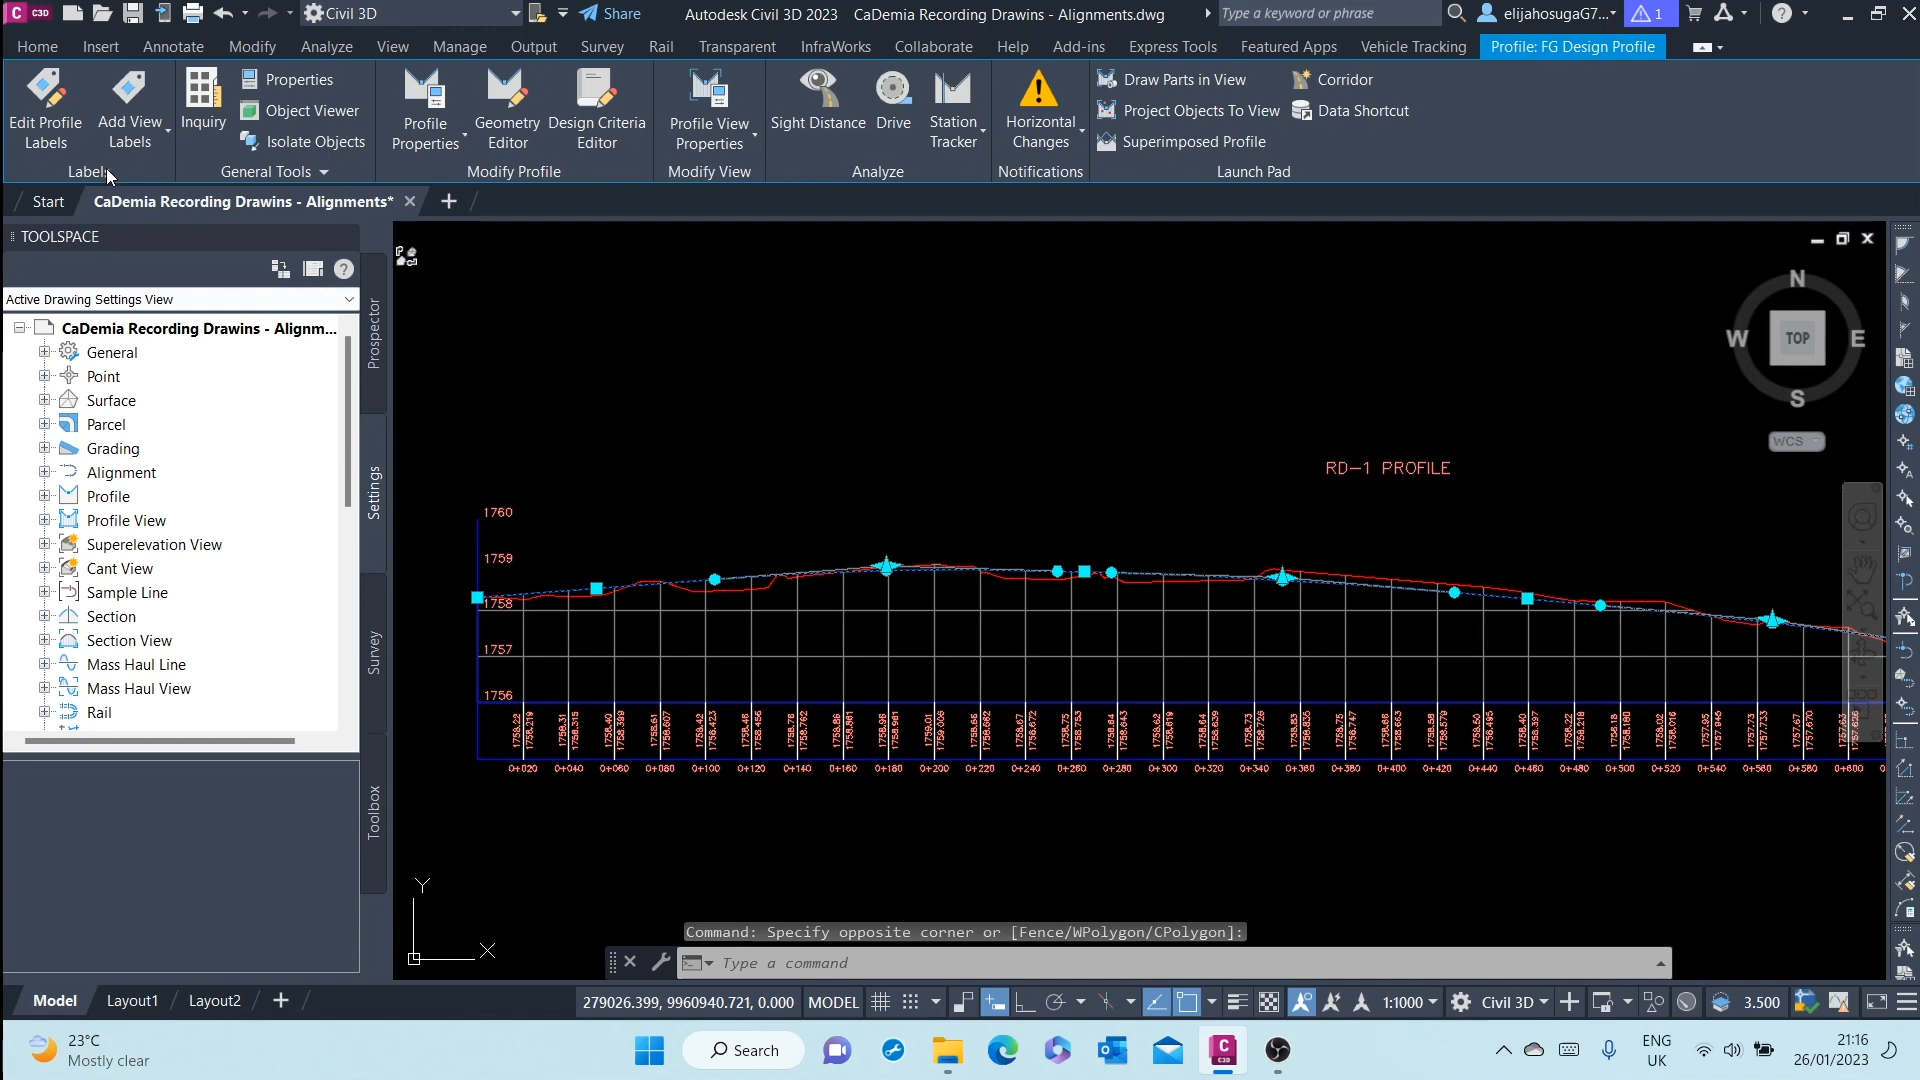 C3D
Civil 3D
Share
Autodesk Civil 3D 2023 CaDemia Recording Drawins - Alignments.dwg
Type a keyword or phrase
elijahosugaG7...
1
Home Insert Annotate Modify Analyze View Manage Output Survey Rail Transparent InfraWorks Collaborate Help Add-ins Express Tools Featured Apps Vehicle Tracking Profile: FG Design Profile
Edit Profile Labels
Add View Labels
Labels
Inquiry
Properties
Object Viewer
Isolate Objects
General Tools
Profile Properties
Geometry Editor
Design Criteria Editor
Modify Profile
Profile View Properties
Modify View
Sight Distance
Drive
Station Tracker
Analyze
Horizontal Changes
Notifications
Draw Parts in View
Project Objects To View
Superimposed Profile
Corridor
Data Shortcut
Launch Pad
Start
CaDemia Recording Drawins - Alignments*
TOOLSPACE
Active Drawing Settings View
CaDemia Recording Drawins - Alignm...
General
Point
Surface
Parcel
Grading
Alignment
Profile
Profile View
Superelevation View
Cant View
Sample Line
Section
Section View
Mass Haul Line
Mass Haul View
Rail
Prospector
Settings
Survey
Toolbox
N
W TOP E
S
WCS
RD-1 PROFILE
1760
1759
1758
1757
1756
0+020 0+040 0+060 0+080 0+100 0+120 0+140 0+160 0+180 0+200 0+220 0+240 0+260 0+280 0+300 0+320 0+340 0+360 0+380 0+400 0+420 0+440 0+460 0+480 0+500 0+520 0+540 0+560 0+580 0+600
Y
X
Command: Specify opposite corner or [Fence/WPolygon/CPolygon]:
Type a command
Model Layout1 Layout2
279026.399, 9960940.721, 0.000 MODEL
1:1000
Civil 3D
3.500
23°C
Mostly clear
Search
ENG
UK
21:16
26/01/2023